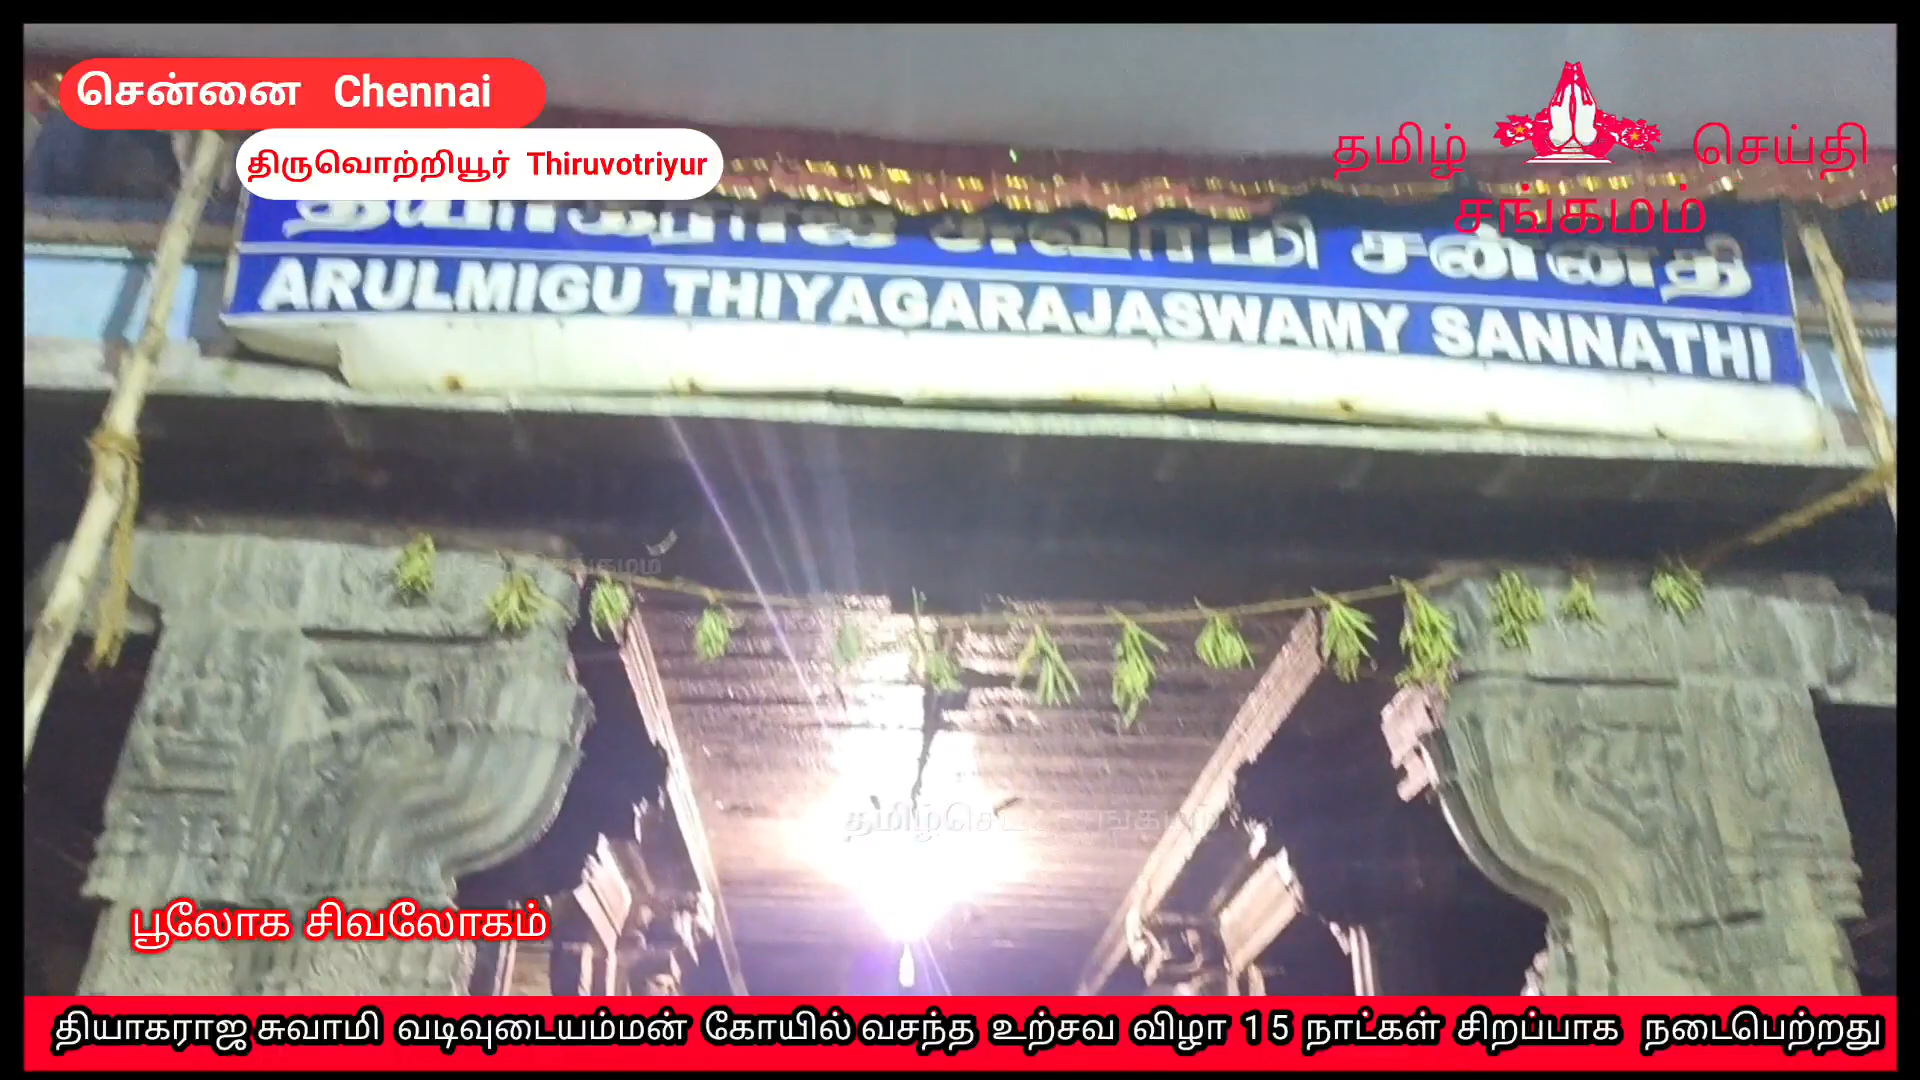 சென்னை Chennai
திருவொற்றியூர் Thiruvotriyur
தமிழ் செய்தி
சங்கமம்
தியாகராஜ சுவாமி சன்னதி
ARULMIGU THIYAGARAJASWAMY SANNATHI
பூலோக சிவலோகம்
தியாகராஜ சுவாமி வடிவுடையம்மன் கோயில் வசந்த உற்சவ விழா 15 நாட்கள் சிறப்பாக நடைபெற்றது